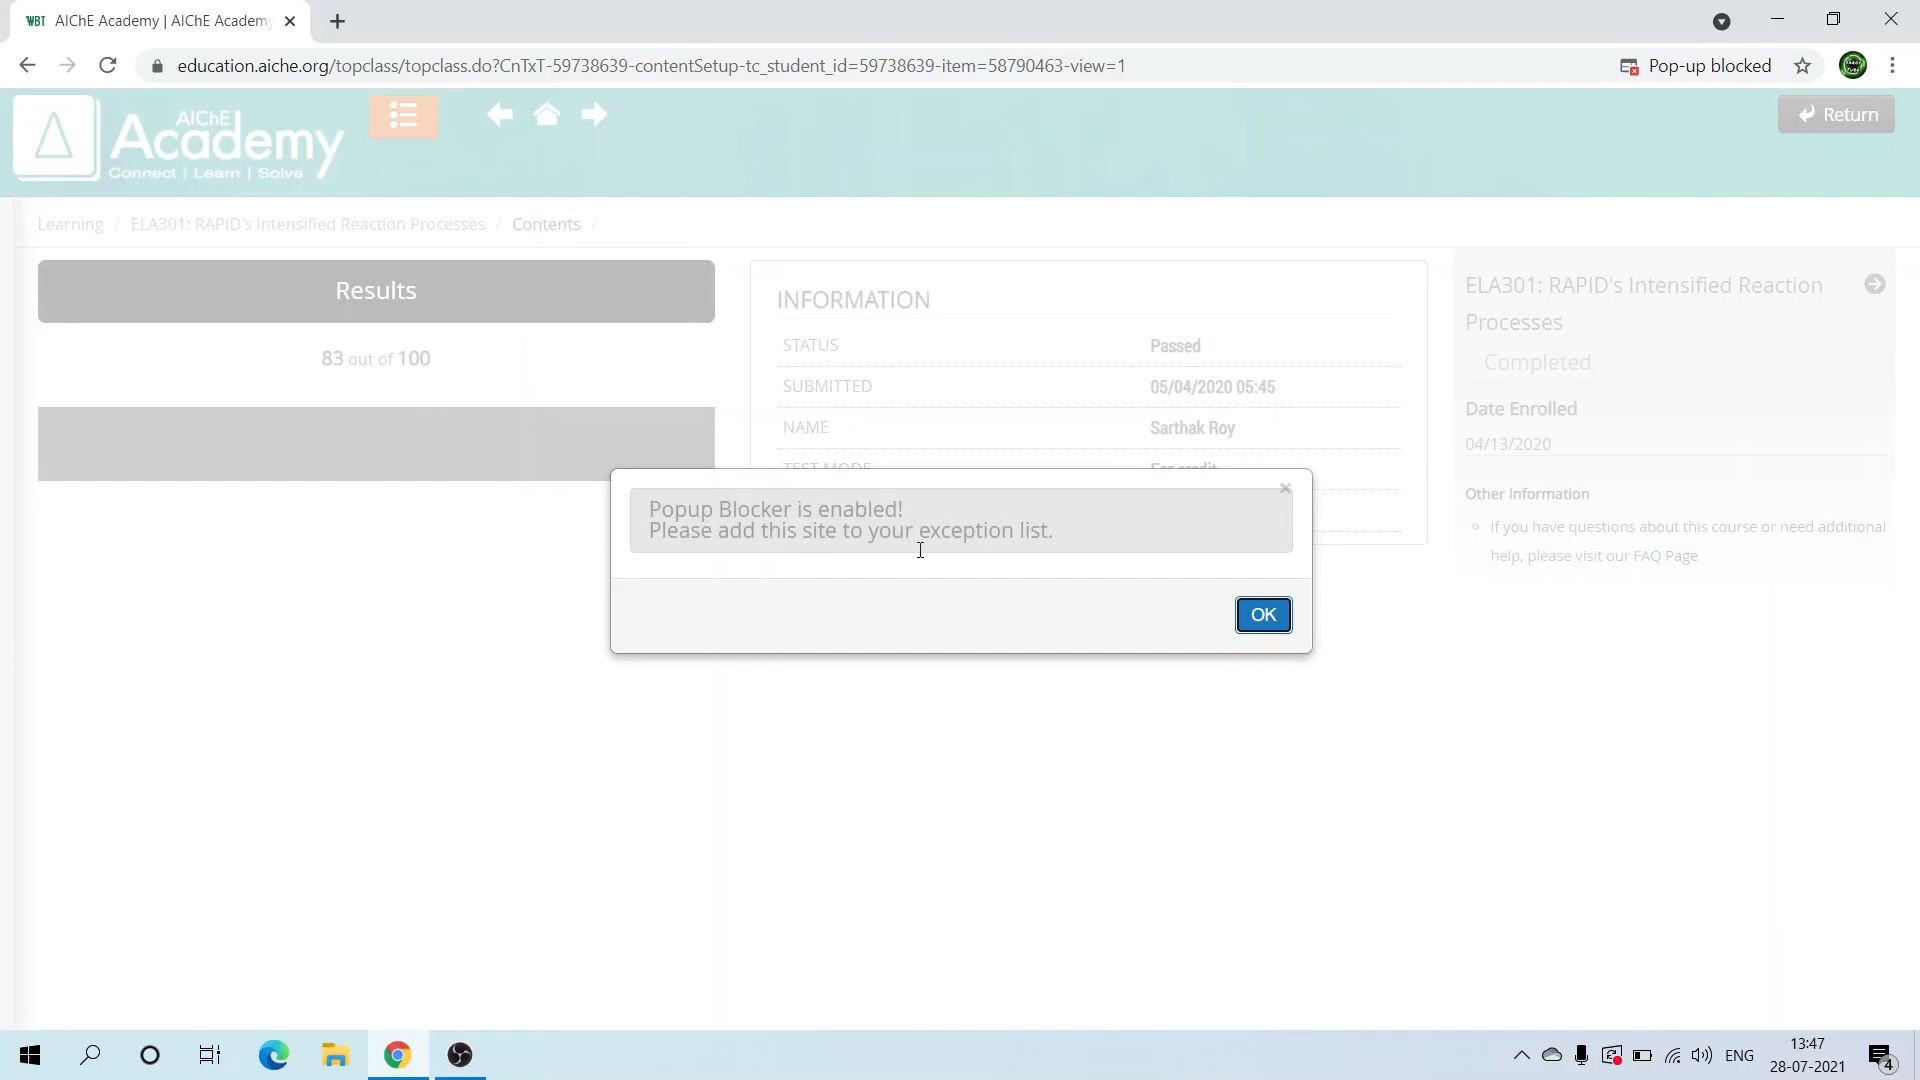 WBT AIChE Academy | AIChE Academy
education.aiche.org/topclass/topclass.do?CnTxT-59738639-contentSetup-tc_student_id=59738639-item=58790463-view=1
Pop-up blocked
AIChE
Academy
Connect | Learn | Solve
Return
Learning / ELA301: RAPID's Intensified Reaction Processes / Contents /
Results
83 out of 100
INFORMATION
STATUS Passed
SUBMITTED 05/04/2020 05:45
NAME Sarthak Roy
TEST MODE For credit
ELA301: RAPID's Intensified Reaction
Processes
Completed
Date Enrolled
04/13/2020
Other Information
If you have questions about this course or need additional
help, please visit our FAQ Page
Popup Blocker is enabled!
Please add this site to your exception list.
OK
ENG
13:47
28-07-2021
4